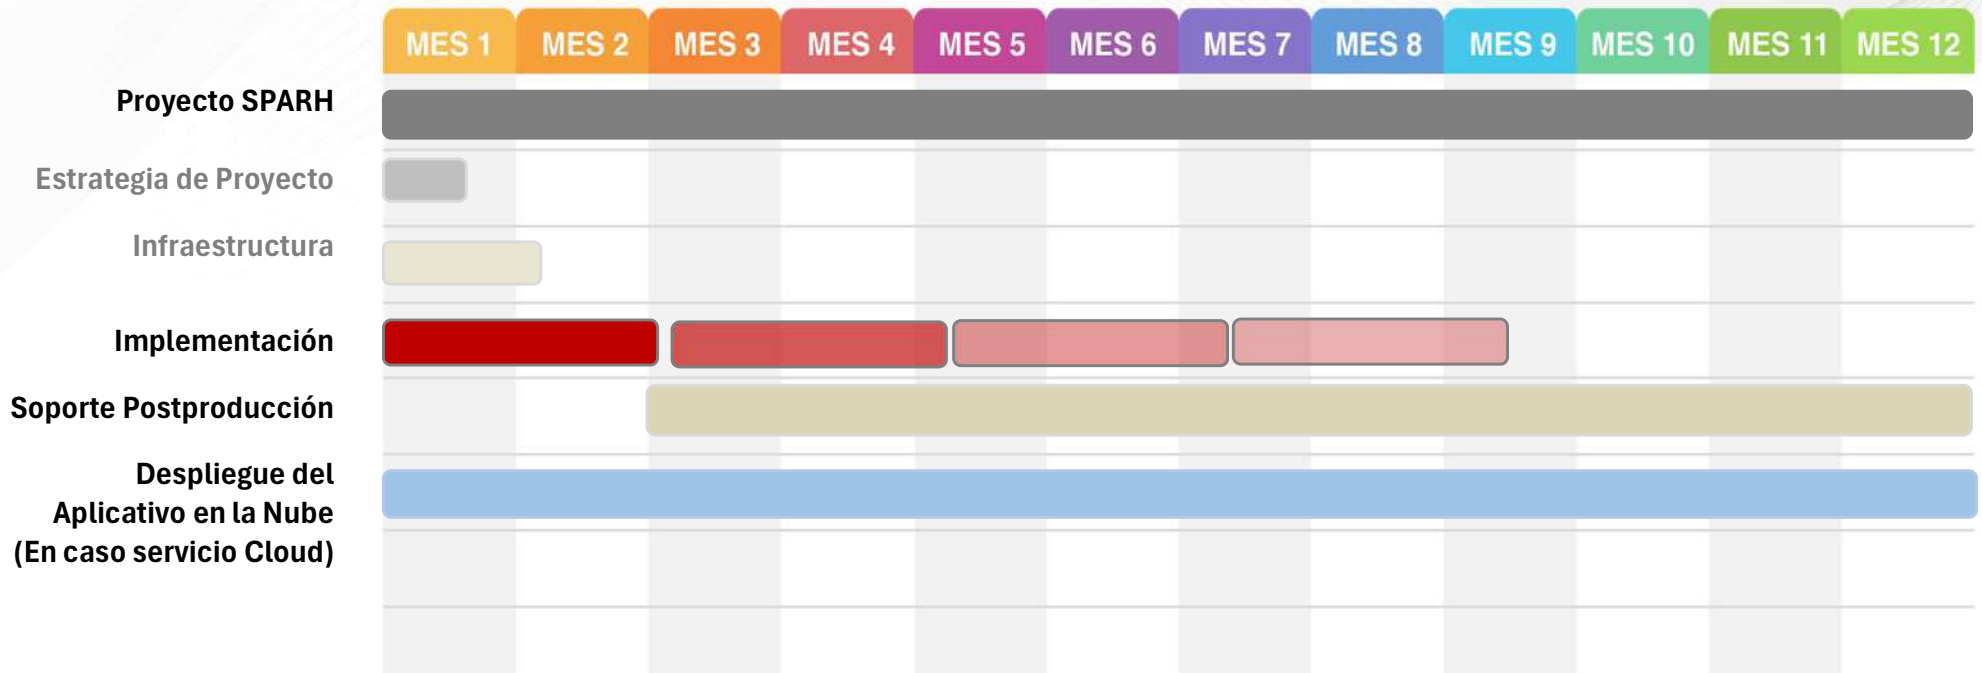 MES 1 MES 2 MES 3 MES 4 MES 5 MES 6 MES 7 MES 8 MES 9 MES 10 MES 11 MES 12
Proyecto SPARH
Estrategia de Proyecto
Infraestructura
Implementación
Soporte Postproducción
Despliegue del
Aplicativo en la Nube
(En caso servicio Cloud)